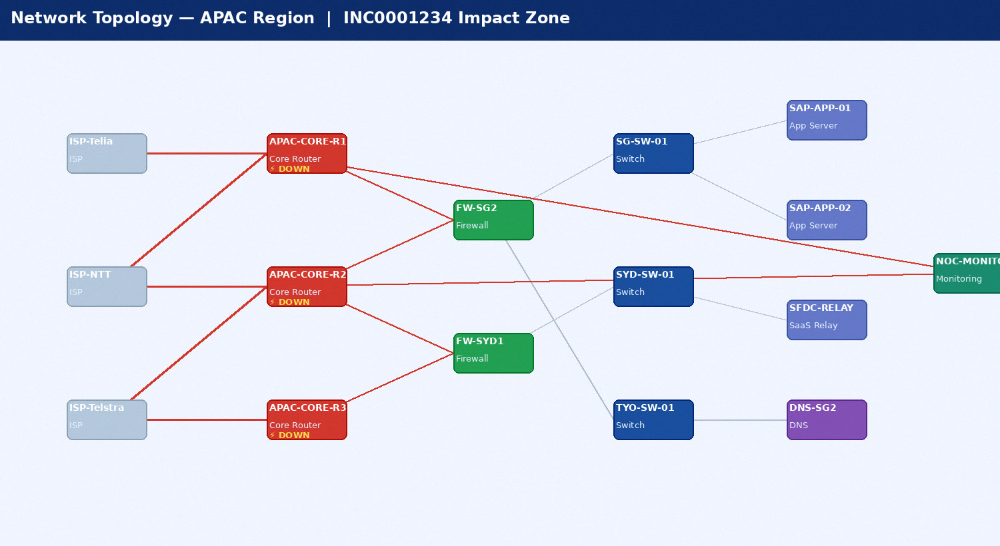 Network Topology — APAC Region | INC0001234 Impact Zone
SAP-APP-01
App Server
ISP-Telia
ISP
APAC-CORE-R1
Core Router
⚡ DOWN
SG-SW-01
Switch
FW-SG2
Firewall
SAP-APP-02
App Server
NOC-MONITO
Monitoring
ISP-NTT
ISP
APAC-CORE-R2
Core Router
⚡ DOWN
SYD-SW-01
Switch
SFDC-RELAY
SaaS Relay
FW-SYD1
Firewall
ISP-Telstra
ISP
APAC-CORE-R3
Core Router
⚡ DOWN
TYO-SW-01
Switch
DNS-SG2
DNS